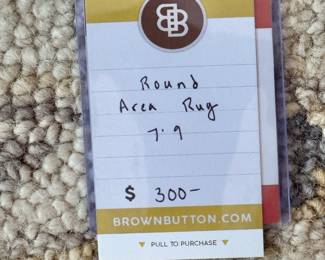 BB
Round
Area Rug
7.9
$ 300-
BROWNBUTTON.COM
▼ PULL TO PURCHASE ▼